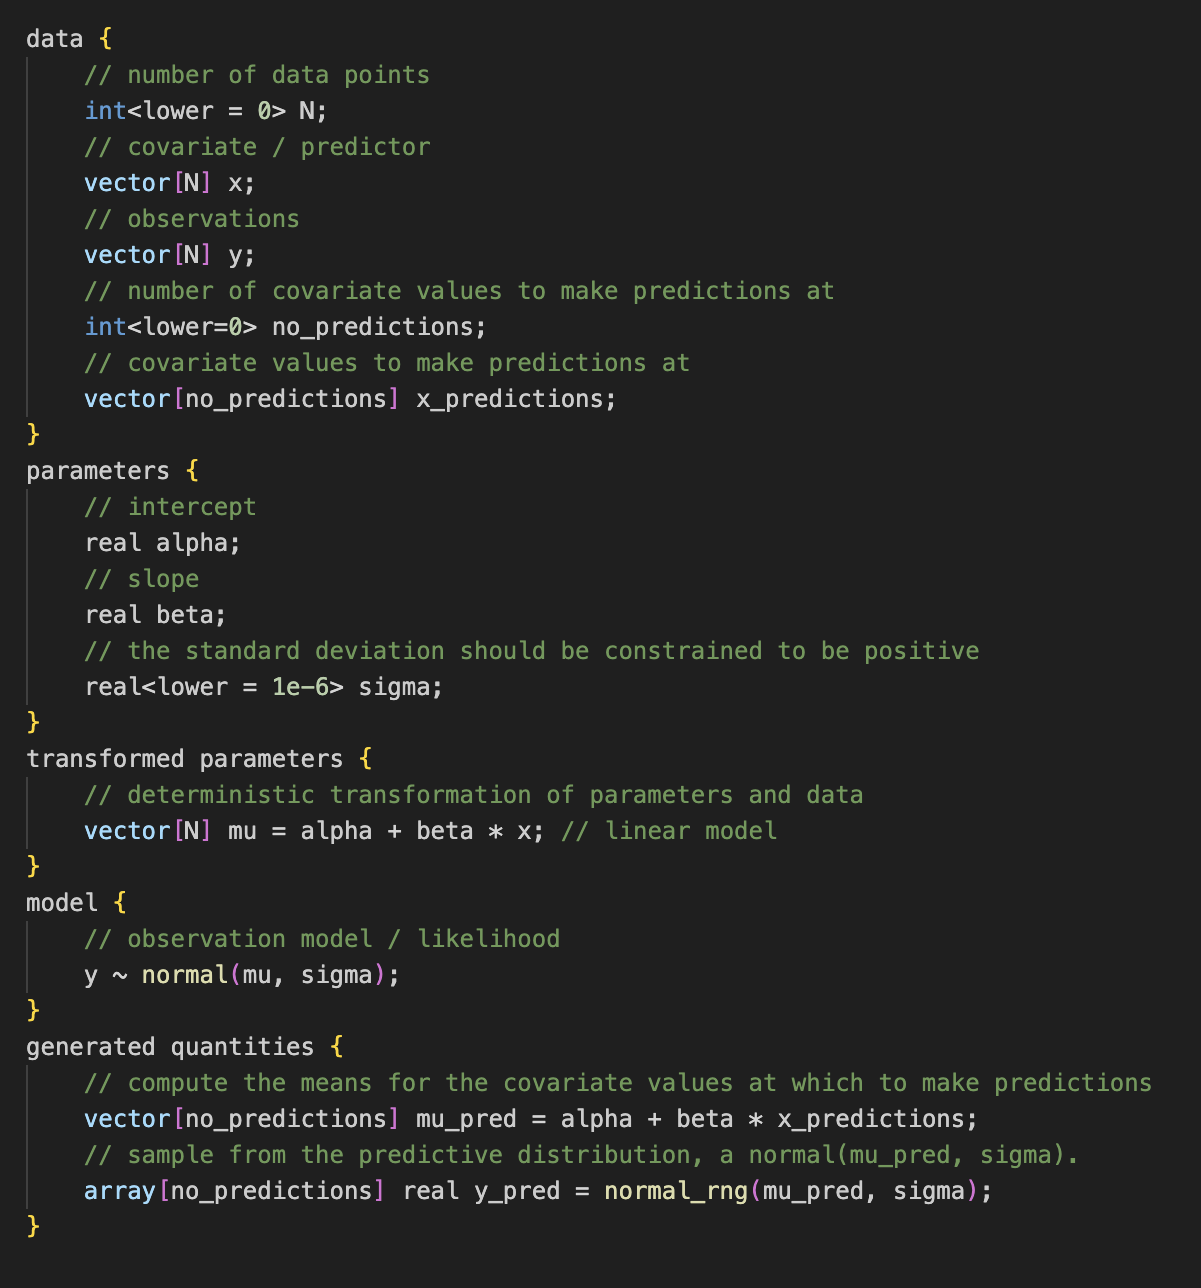 data {
    // number of data points
    int<lower = 0> N;
    // covariate / predictor
    vector[N] x;
    // observations
    vector[N] y;
    // number of covariate values to make predictions at
    int<lower=0> no_predictions;
    // covariate values to make predictions at
    vector[no_predictions] x_predictions;
}
parameters {
    // intercept
    real alpha;
    // slope
    real beta;
    // the standard deviation should be constrained to be positive
    real<lower = 1e-6> sigma;
}
transformed parameters {
    // deterministic transformation of parameters and data
    vector[N] mu = alpha + beta * x; // linear model
}
model {
    // observation model / likelihood
    y ~ normal(mu, sigma);
}
generated quantities {
    // compute the means for the covariate values at which to make predictions
    vector[no_predictions] mu_pred = alpha + beta * x_predictions;
    // sample from the predictive distribution, a normal(mu_pred, sigma).
    array[no_predictions] real y_pred = normal_rng(mu_pred, sigma);
}